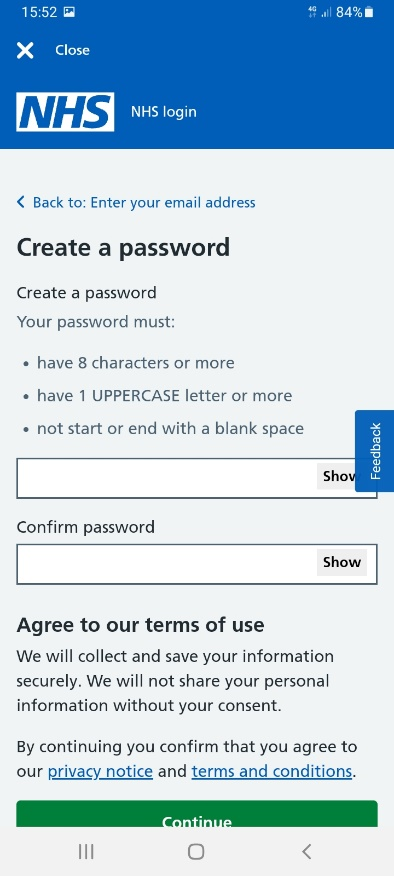 15:52 4G 84%
Close
NHS NHS login
Back to: Enter your email address
Create a password
Create a password
Your password must:
• have 8 characters or more
• have 1 UPPERCASE letter or more
• not start or end with a blank space
Show
Feedback
Confirm password
Show
Agree to our terms of use
We will collect and save your information
securely. We will not share your personal
information without your consent.
By continuing you confirm that you agree to
our privacy notice and terms and conditions.
Continue